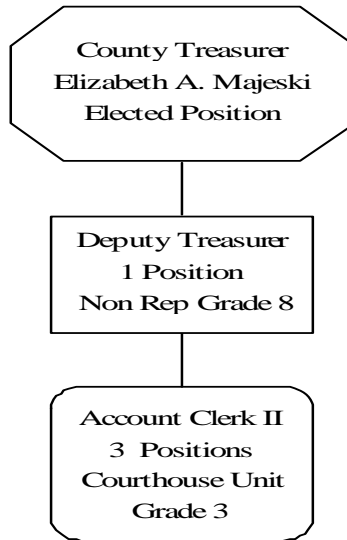 County Treasurer
Elizabeth A. Majeski
Elected Position
Deputy Treasurer
1 Position
Non Rep Grade 8
Account Clerk II
3 Positions
Courthouse Unit
Grade 3